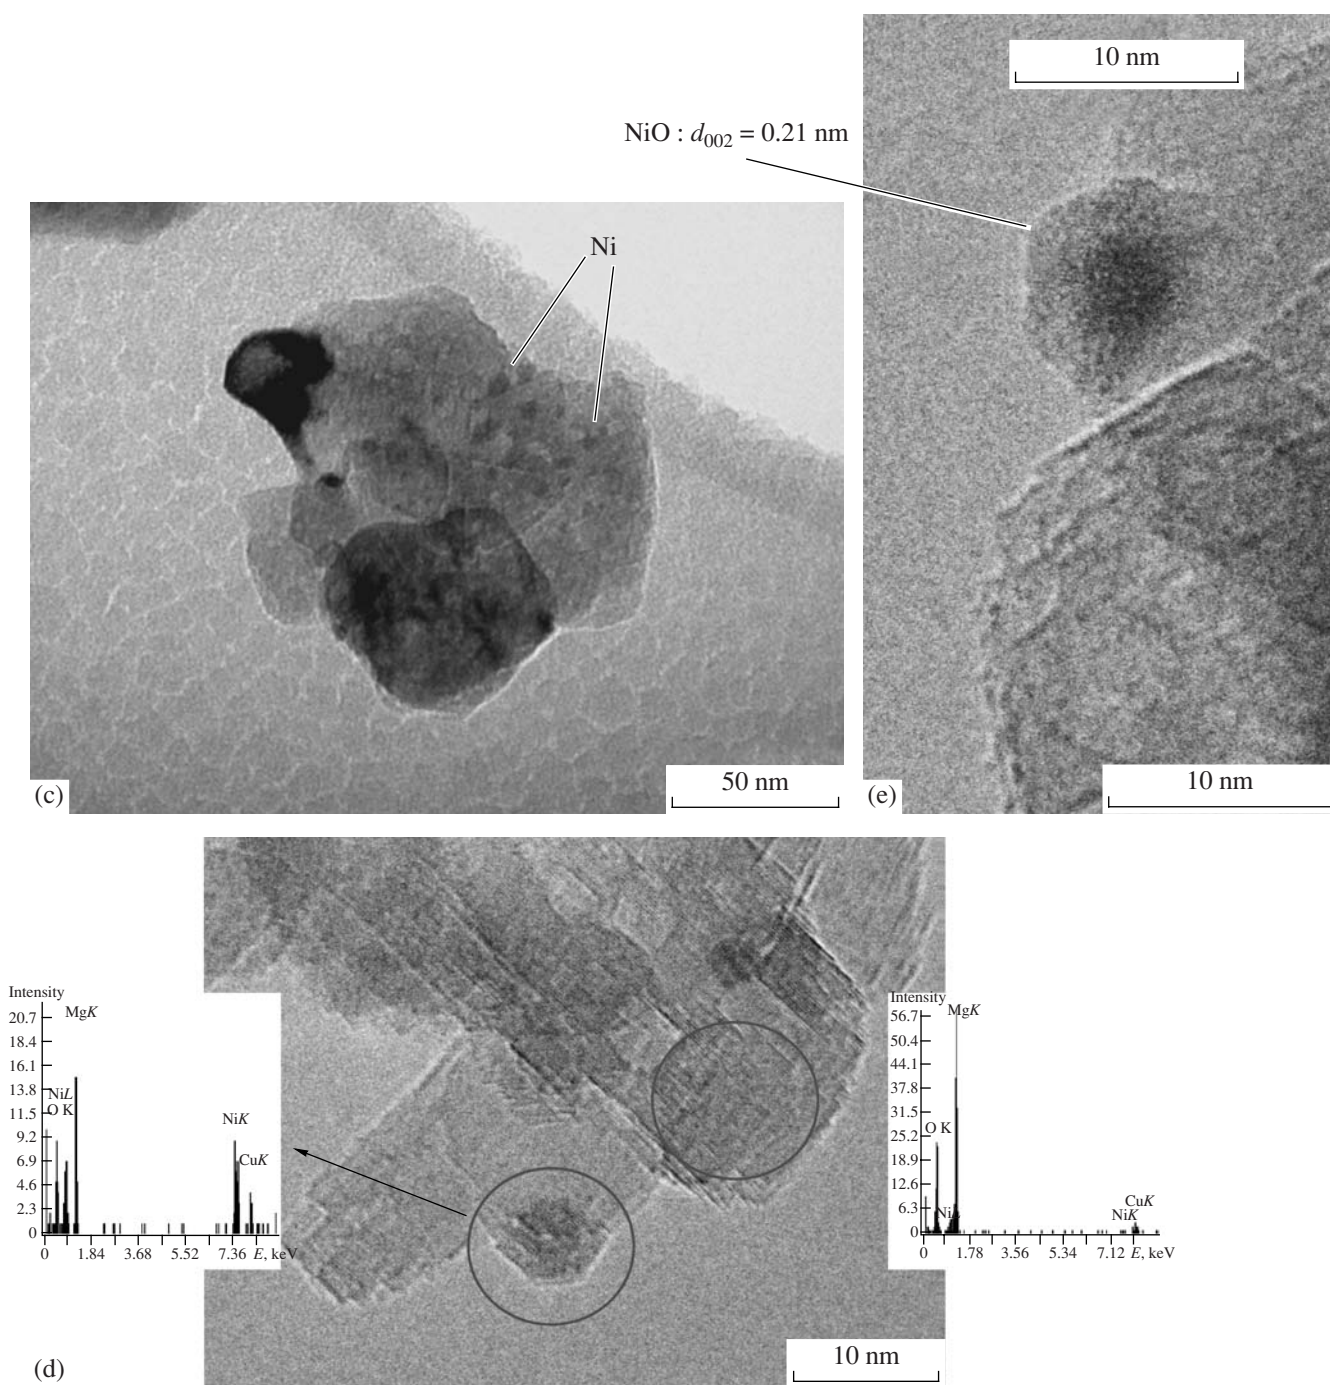 10 nm
NiO : d002 = 0.21 nm
Ni
50 nm
(c)
10 nm
(e)
Intensity
MgK
20.7
18.4
16.1
13.8
NiL
O K
11.5
NiK
9.2
CuK
6.9
4.6
2.3
0
0 1.84 3.68 5.52 7.36 E, keV
Intensity
MgK
56.7
50.4
44.1
37.8
31.5
25.2
O K
18.9
12.6
CuK
6.3
NiK
0
0 1.78 3.56 5.34 7.12 E, keV
10 nm
(d)